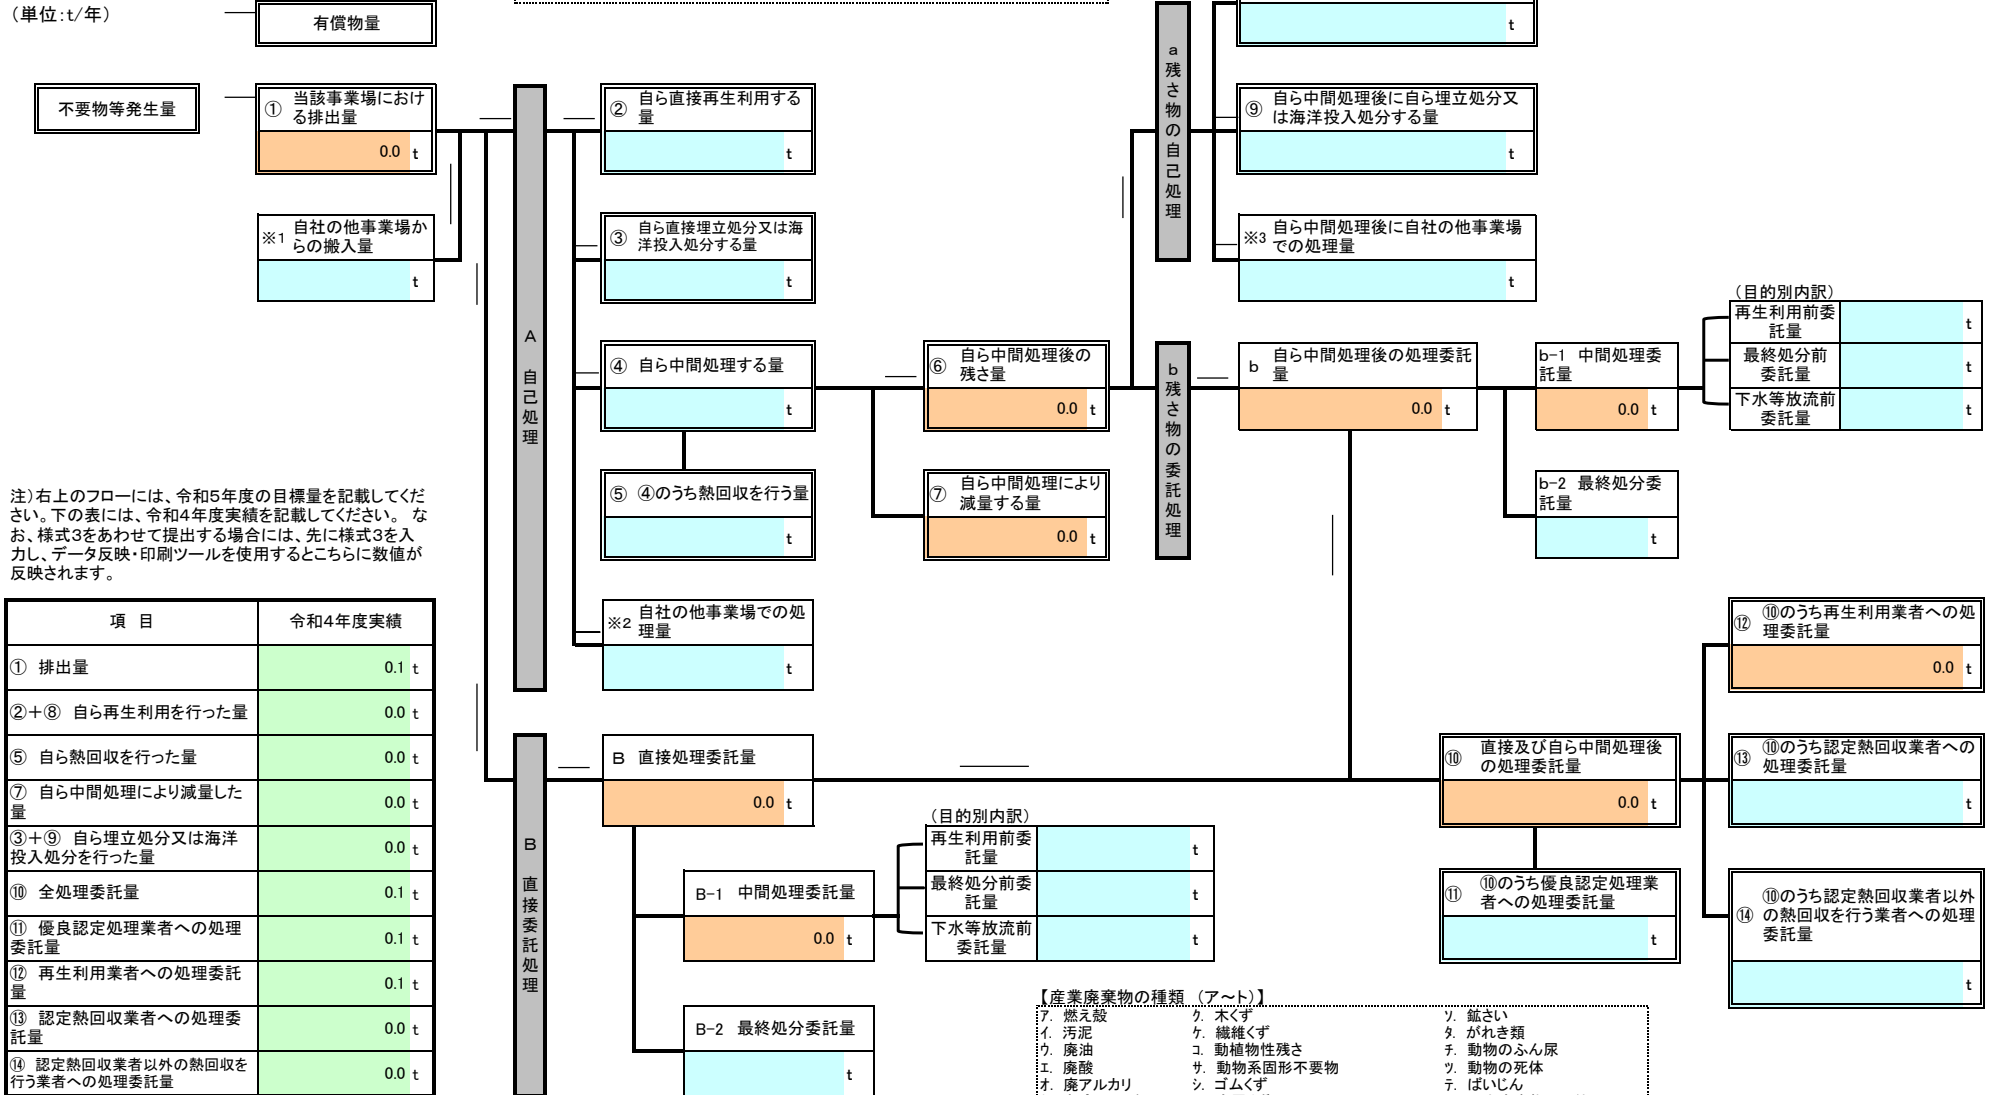 (単位:t/年)
有償物量
t
不要物等発生量
① 当該事業場におけ
る排出量
0.0 t
※1 自社の他事業場か
らの搬入量
t
A 自己処理
② 自ら直接再生利用する
量
t
③ 自ら直接埋立処分又は海
洋投入処分する量
t
④ 自ら中間処理する量
t
⑤ ④のうち熱回収を行う量
t
※2 自社の他事業場での処
理量
t
⑥ 自ら中間処理後の
残さ量
0.0 t
⑦ 自ら中間処理により
減量する量
0.0 t
a 残さ物の自己処理
⑨ 自ら中間処理後に自ら埋立処分又
は海洋投入処分する量
t
※3 自ら中間処理後に自社の他事業場
での処理量
t
b 残さ物の委託処理
b 自ら中間処理後の処理委託
量
0.0 t
b-1 中間処理委
託量
0.0 t
b-2 最終処分委
託量
t
(目的別内訳)
再生利用前委
託量
t
最終処分前
委託量
t
下水等放流前
委託量
t
注)右上のフローには、令和5年度の目標量を記載してくだ
さい。下の表には、令和4年度実績を記載してください。 な
お、様式3をあわせて提出する場合には、先に様式3を入
力し、データ反映・印刷ツールを使用するとこちらに数値が
反映されます。
項 目 令和4年度実績
① 排出量 0.1 t
②+⑧ 自ら再生利用を行った量 0.0 t
⑤ 自ら熱回収を行った量 0.0 t
⑦ 自ら中間処理により減量した
量 0.0 t
③+⑨ 自ら埋立処分又は海洋
投入処分を行った量 0.0 t
⑩ 全処理委託量 0.1 t
⑪ 優良認定処理業者への処理
委託量 0.1 t
⑫ 再生利用業者への処理委託
量 0.1 t
⑬ 認定熱回収業者への処理委
託量 0.0 t
⑭ 認定熱回収業者以外の熱回収を
行う業者への処理委託量 0.0 t
B 直接委託処理
B 直接処理委託量
0.0 t
B-1 中間処理委託量
0.0 t
B-2 最終処分委託量
t
(目的別内訳)
再生利用前委
託量
t
最終処分前委
託量
t
下水等放流前
委託量
t
⑩ 直接及び自ら中間処理後
の処理委託量
0.0 t
⑪ ⑩のうち優良認定処理業
者への処理委託量
t
⑫ ⑩のうち再生利用業者への処
理委託量
0.0 t
⑬ ⑩のうち認定熱回収業者への
処理委託量
t
⑭ ⑩のうち認定熱回収業者以外
の熱回収を行う業者への処理
委託量
t
【産業廃棄物の種類 (ア~ト)】
ア. 燃え殻 ク. 木くず ソ. 鉱さい
イ. 汚泥 ケ. 繊維くず タ. がれき類
ウ. 廃油 コ. 動植物性残さ チ. 動物のふん尿
エ. 廃酸 サ. 動物系固形不要物 ツ. 動物の死体
オ. 廃アルカリ シ. ゴムくず テ. ばいじん